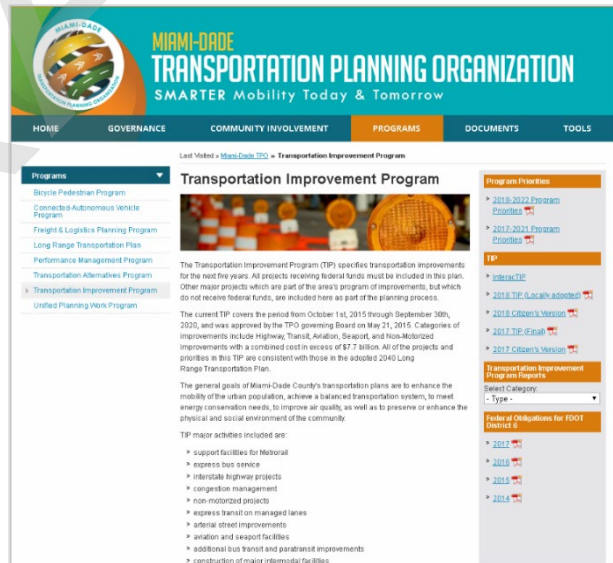 MIAMI-DADE
TRANSPORTATION PLANNING ORGANIZATION
MIAMI-DADE
TRANSPORTATION PLANNING ORGANIZATION
SMARTER Mobility Today & Tomorrow
HOME GOVERNANCE COMMUNITY INVOLVEMENT PROGRAMS DOCUMENTS TOOLS
Last Visited » Miami-Dade TPO » Transportation Improvement Program
Programs
Bicycle Pedestrian Program
Connected-Autonomous Vehicle
Program
Freight & Logistics Planning Program
Long Range Transportation Plan
Performance Management Program
Transportation Alternatives Program
Transportation Improvement Program
Unified Planning Work Program
Transportation Improvement Program
The Transportation Improvement Program (TIP) specifies transportation improvements
for the next five years. All projects receiving federal funds must be included in this plan.
Other major projects which are part of the area's program of improvements, but which
do not receive federal funds, are included here as part of the planning process.
The current TIP covers the period from October 1st, 2015 through September 30th,
2020, and was approved by the TPO governing Board on May 21, 2015. Categories of
improvements include Highway, Transit, Aviation, Seaport, and Non-Motorized
improvements with a combined cost in excess of $7.7 billion. All of the projects and
priorities in this TIP are consistent with those in the adopted 2040 Long
Range Transportation Plan.
The general goals of Miami-Dade County's transportation plans are to enhance the
mobility of the urban population, achieve a balanced transportation system, to meet
energy conservation needs, to improve air quality, as well as to preserve or enhance the
physical and social environment of the community.
TIP major activities included are:
» support facilities for Metrorail
» express bus service
» interstate highway projects
» congestion management
» non-motorized projects
» express transit on managed lanes
» arterial street improvements
» aviation and seaport facilities
» additional bus transit and paratransit improvements
» construction of major intermodal facilities
Program Priorities
2018-2022 Program
Priorities
2017-2021 Program
Priorities
TIP
InteracTIP
2018 TIP (Locally adopted)
2018 Citizen's Version
2017 TIP (Final)
2017 Citizen's Version
Transportation Improvement
Program Reports
Select Category:
- Type -
Federal Obligations for FDOT
District 6
2017
2016
2015
2014